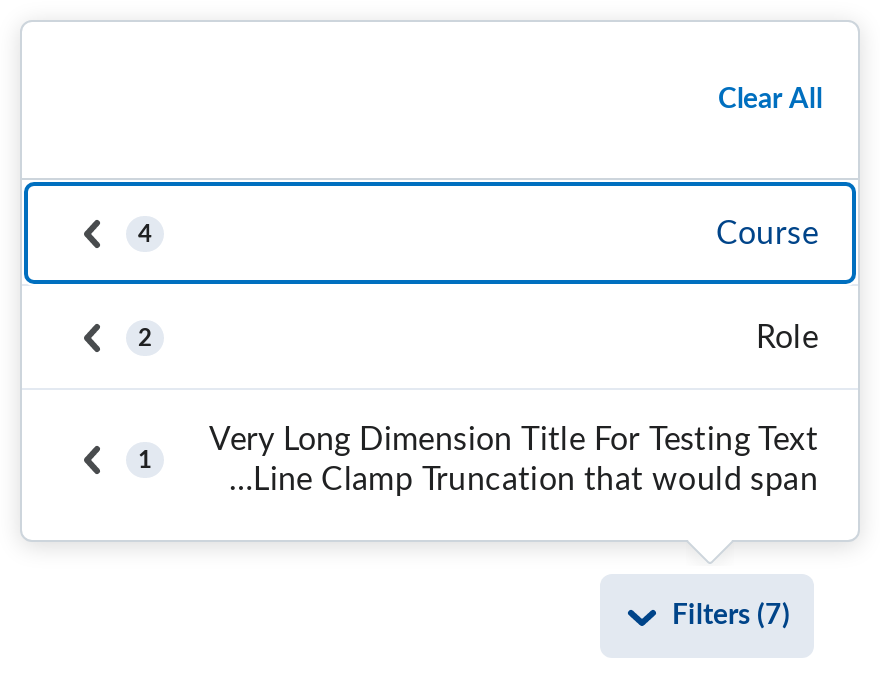 Clear All
Course 4
Role 2
Very Long Dimension Title For Testing Text
...Line Clamp Truncation that would span
1
Filters (7)